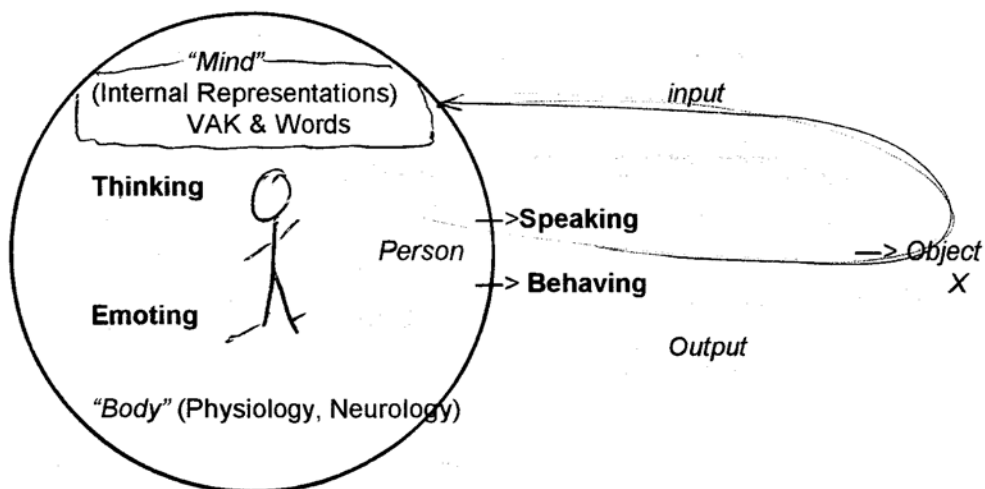 “Mind”
(Internal Representations)
VAK & Words
input
Thinking
—>Speaking
Person
—> Object
X
—> Behaving
Emoting
Output
“Body” (Physiology, Neurology)